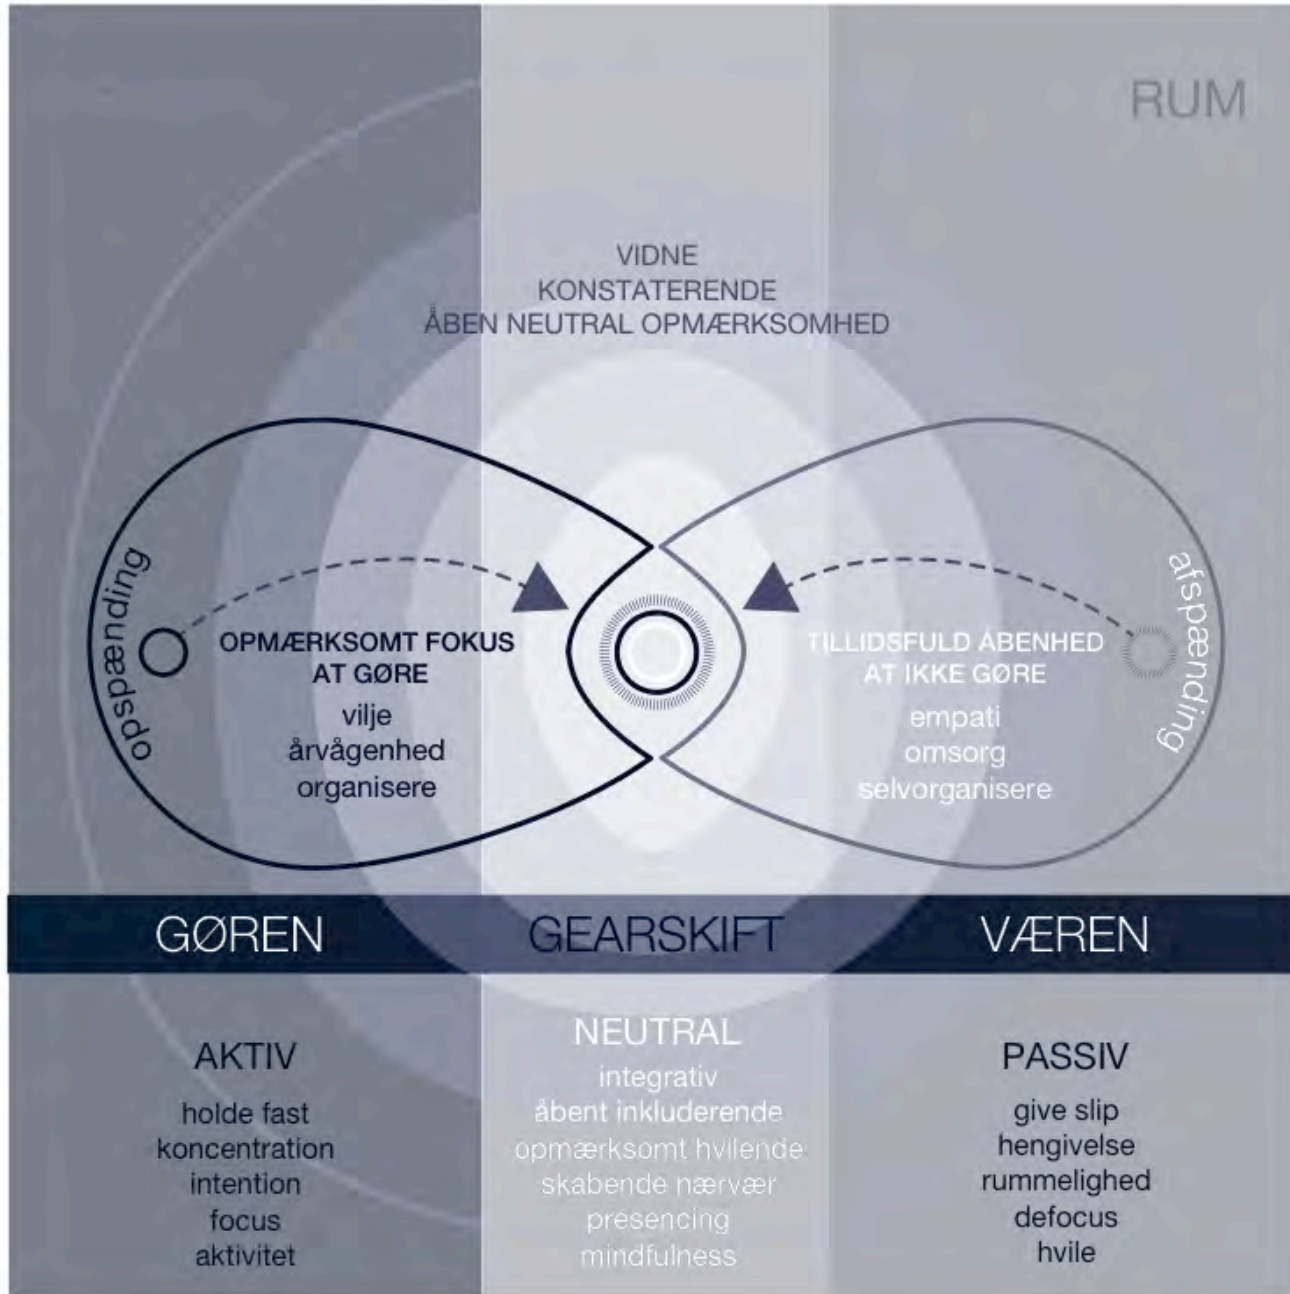 RUM
VIDNE
KONSTATERENDE
ÅBEN NEUTRAL OPMÆRKSOMHED
opspænding
OPMÆRKSOMT FOKUS
AT GØRE
vilje
årvågenhed
organisere
TILLIDSFULD ÅBENHED
AT IKKE GØRE
empati
omsorg
selvorganisere
afspænding
GØREN
GEARSKIFT
VÆREN
AKTIV
holde fast
koncentration
intention
focus
aktivitet
NEUTRAL
integrativ
åbent inkluderende
opmærksomt hvilende
skabende nærvær
presencing
mindfulness
PASSIV
give slip
hengivelse
rummelighed
defocus
hvile